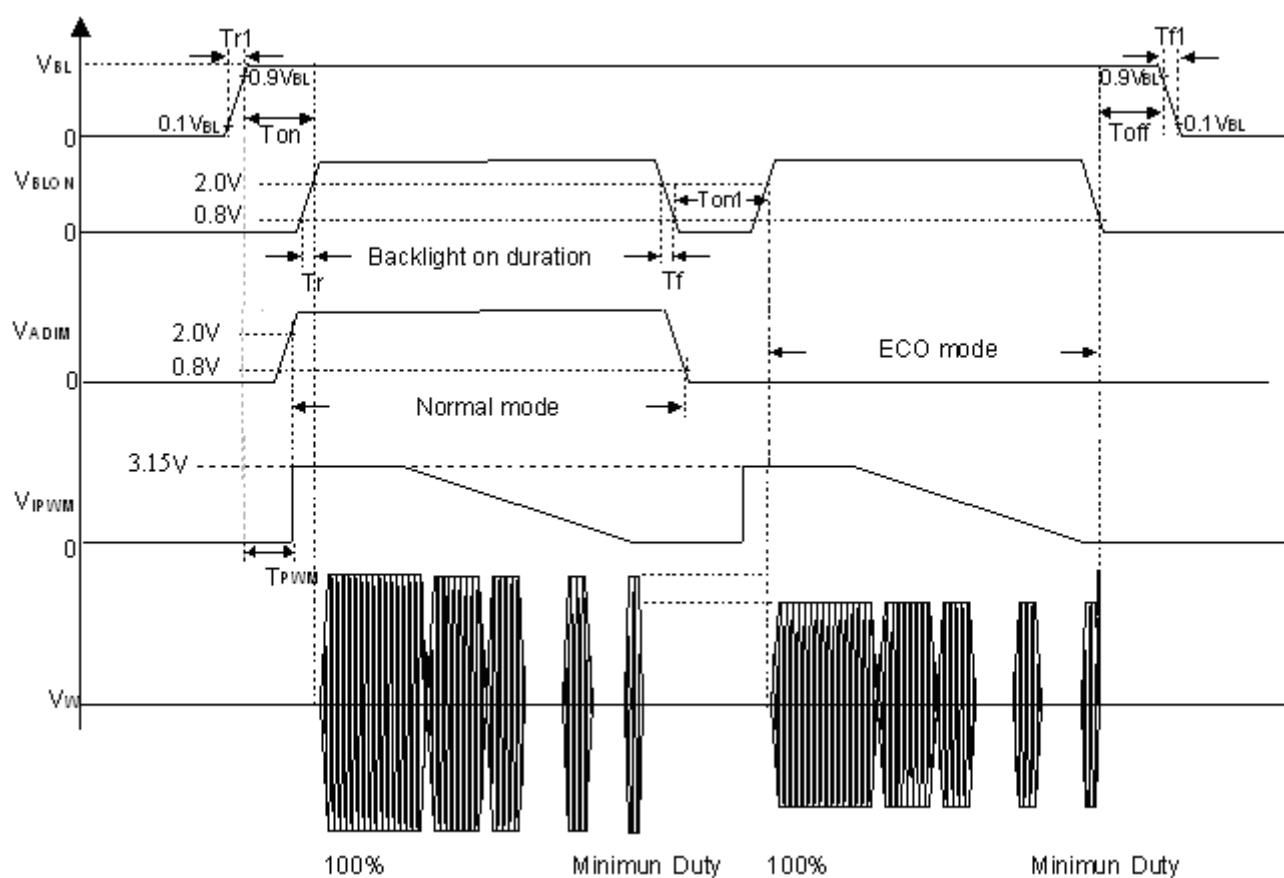 Tr1 Tf1
VBL
0.9VBL 0.9VBL
0.1VBL Ton Toff 0.1VBL
0
VBLON 2.0V Ton1
0.8V
0
Backlight on duration
Tr Tf
VADIM 2.0V
0.8V ECO mode
0
Normal mode
3.15V
VIPWM
0
TPWM
VW
100% Minimun Duty 100% Minimun Duty